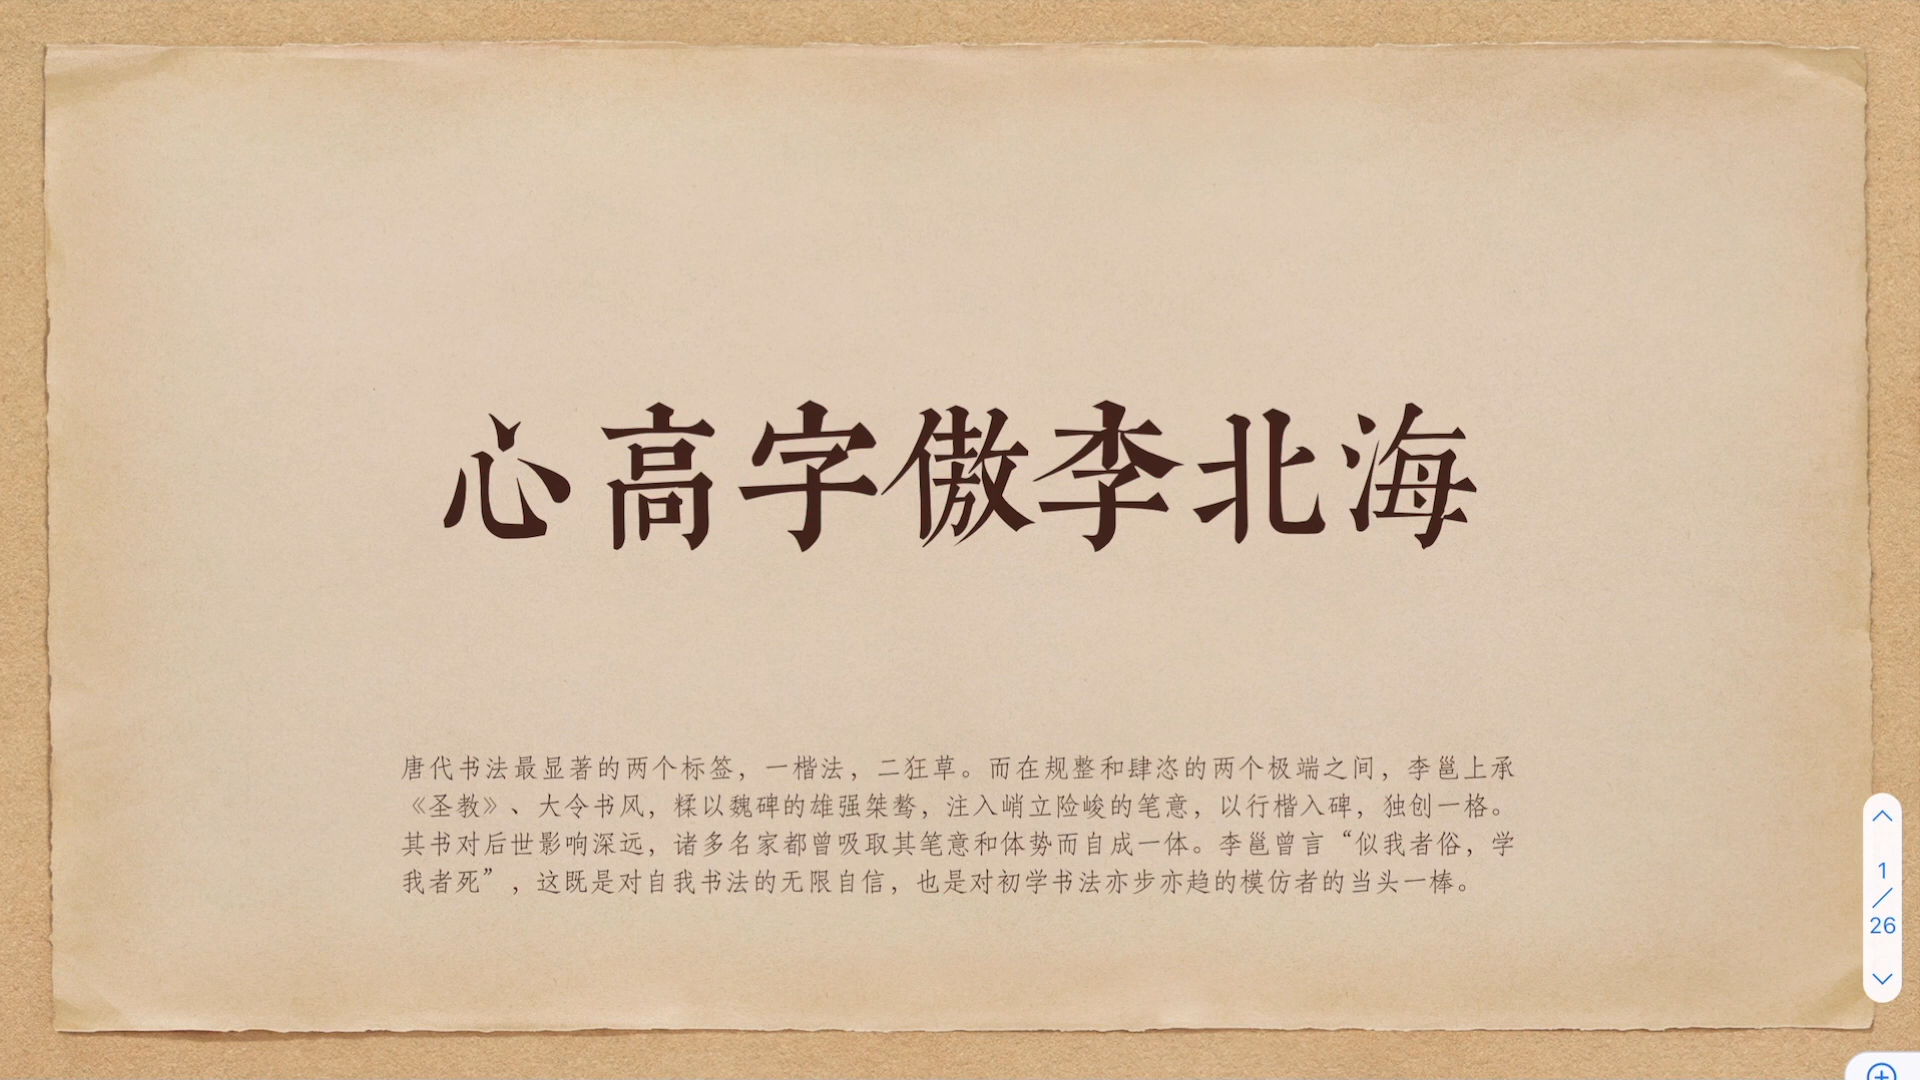 心高字傲李北海
唐代书法最显著的两个标签，一楷法，二狂草。而在规整和肆恣的两个极端之间，李邕上承
《圣教》、大令书风，糅以魏碑的雄强桀骜，注入峭立险峻的笔意，以行楷入碑，独创一格。
其书对后世影响深远，诸多名家都曾吸取其笔意和体势而自成一体。李邕曾言“似我者俗，学
我者死”，这既是对自我书法的无限自信，也是对初学书法亦步亦趋的模仿者的当头一棒。
1
/
26